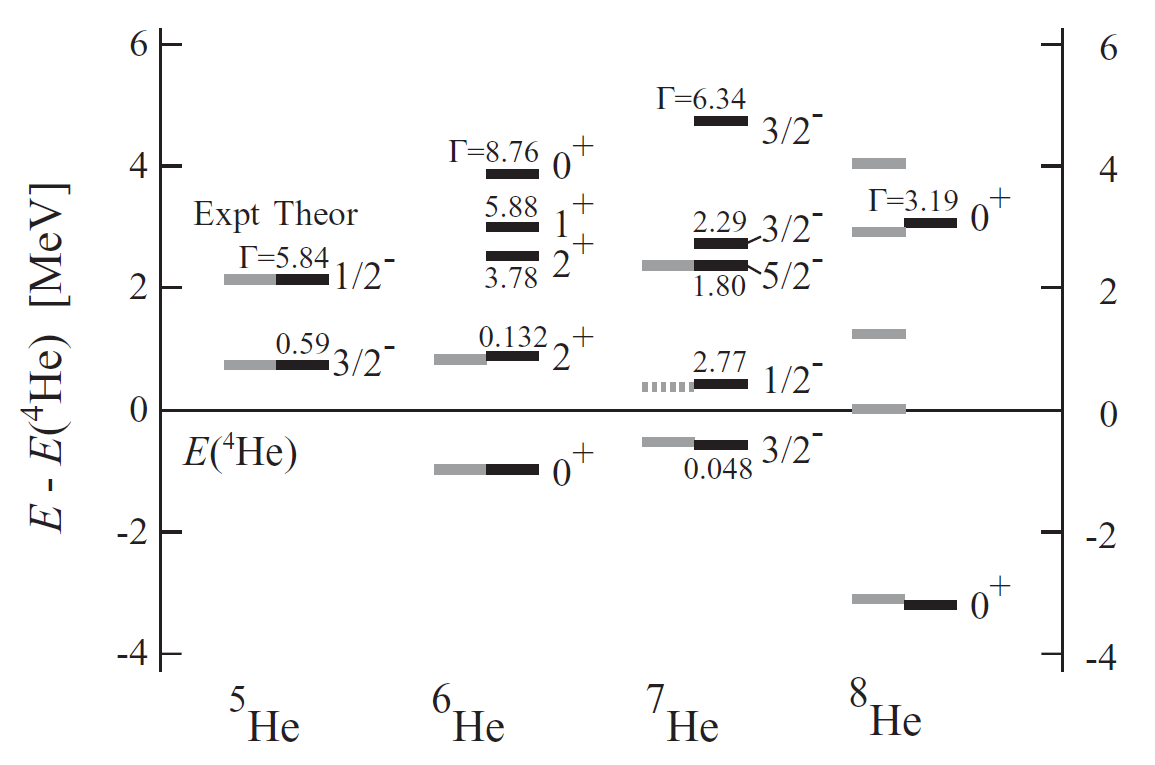 6 6
Γ=6.34
3/2⁻
Γ=8.76 0⁺
4 4
5.88
1⁺
Γ=3.19 0⁺
Expt Theor
2.29 3/2⁻
2⁺
3.78
Γ=5.84 1/2⁻
5/2⁻
1.80
2 2
0.59 3/2⁻
0.132 2⁺
2.77 1/2⁻
0 0
E(⁴He)
0⁺
3/2⁻
0.048
-2 -2
0⁺
-4 -4
E - E(⁴He) [MeV]
⁵He ⁶He ⁷He ⁸He